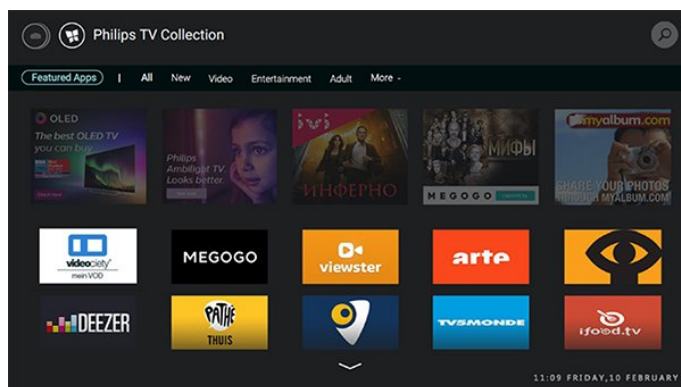 Philips TV Collection
Featured Apps | All New Video Entertainment Adult More -
OLED
The best OLED TV
you can buy
Philips
Ambilight TV
Looks better.
ivi
ИНФЕРНО
МИФЫ
MEGOGO
myalbum.com
SHARE YOUR PHOTOS
THROUGH MYALBUM.COM
videociety
mein VOD
MEGOGO
viewster
arte
DEEZER
PATHÉ
THUIS
TV5MONDE
ifood.tv
11:09 FRIDAY,10 FEBRUARY